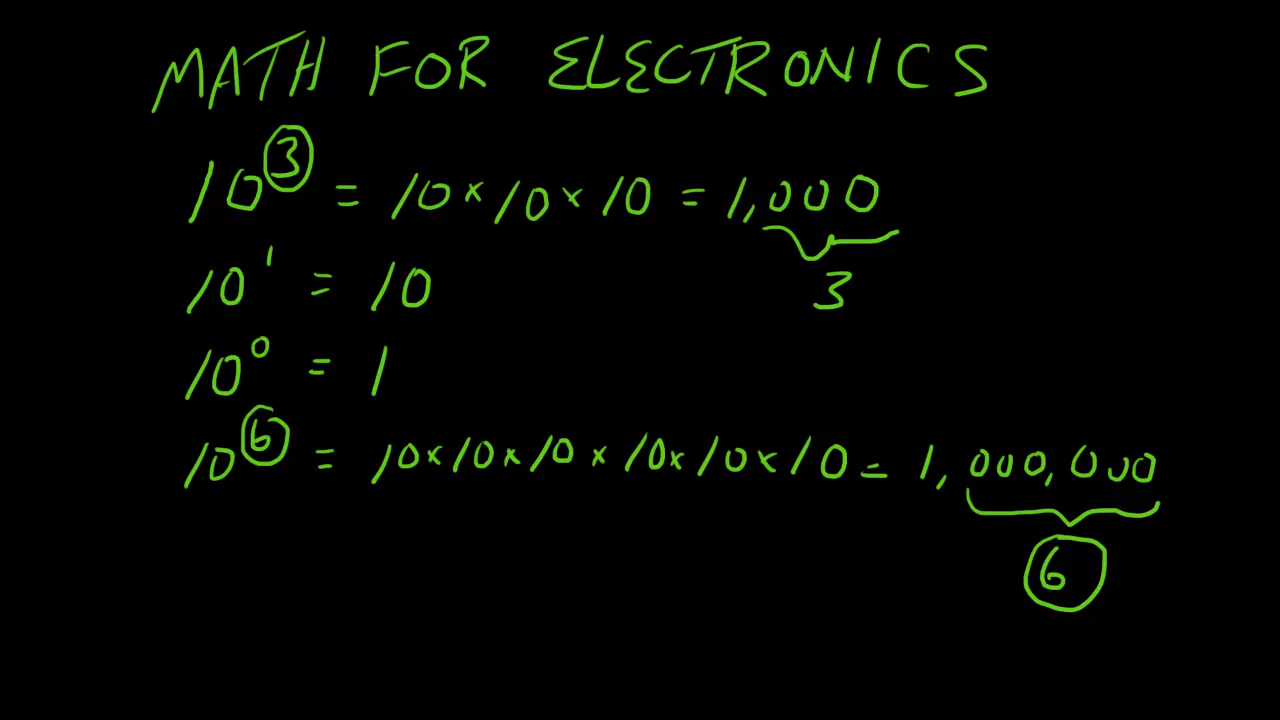 MATH FOR ELECTRONICS
10³ = 10 × 10 × 10 = 1,000
3
10¹ = 10
10⁰ = 1
10⁶ = 10 × 10 × 10 × 10 × 10 × 10 = 1,000,000
6